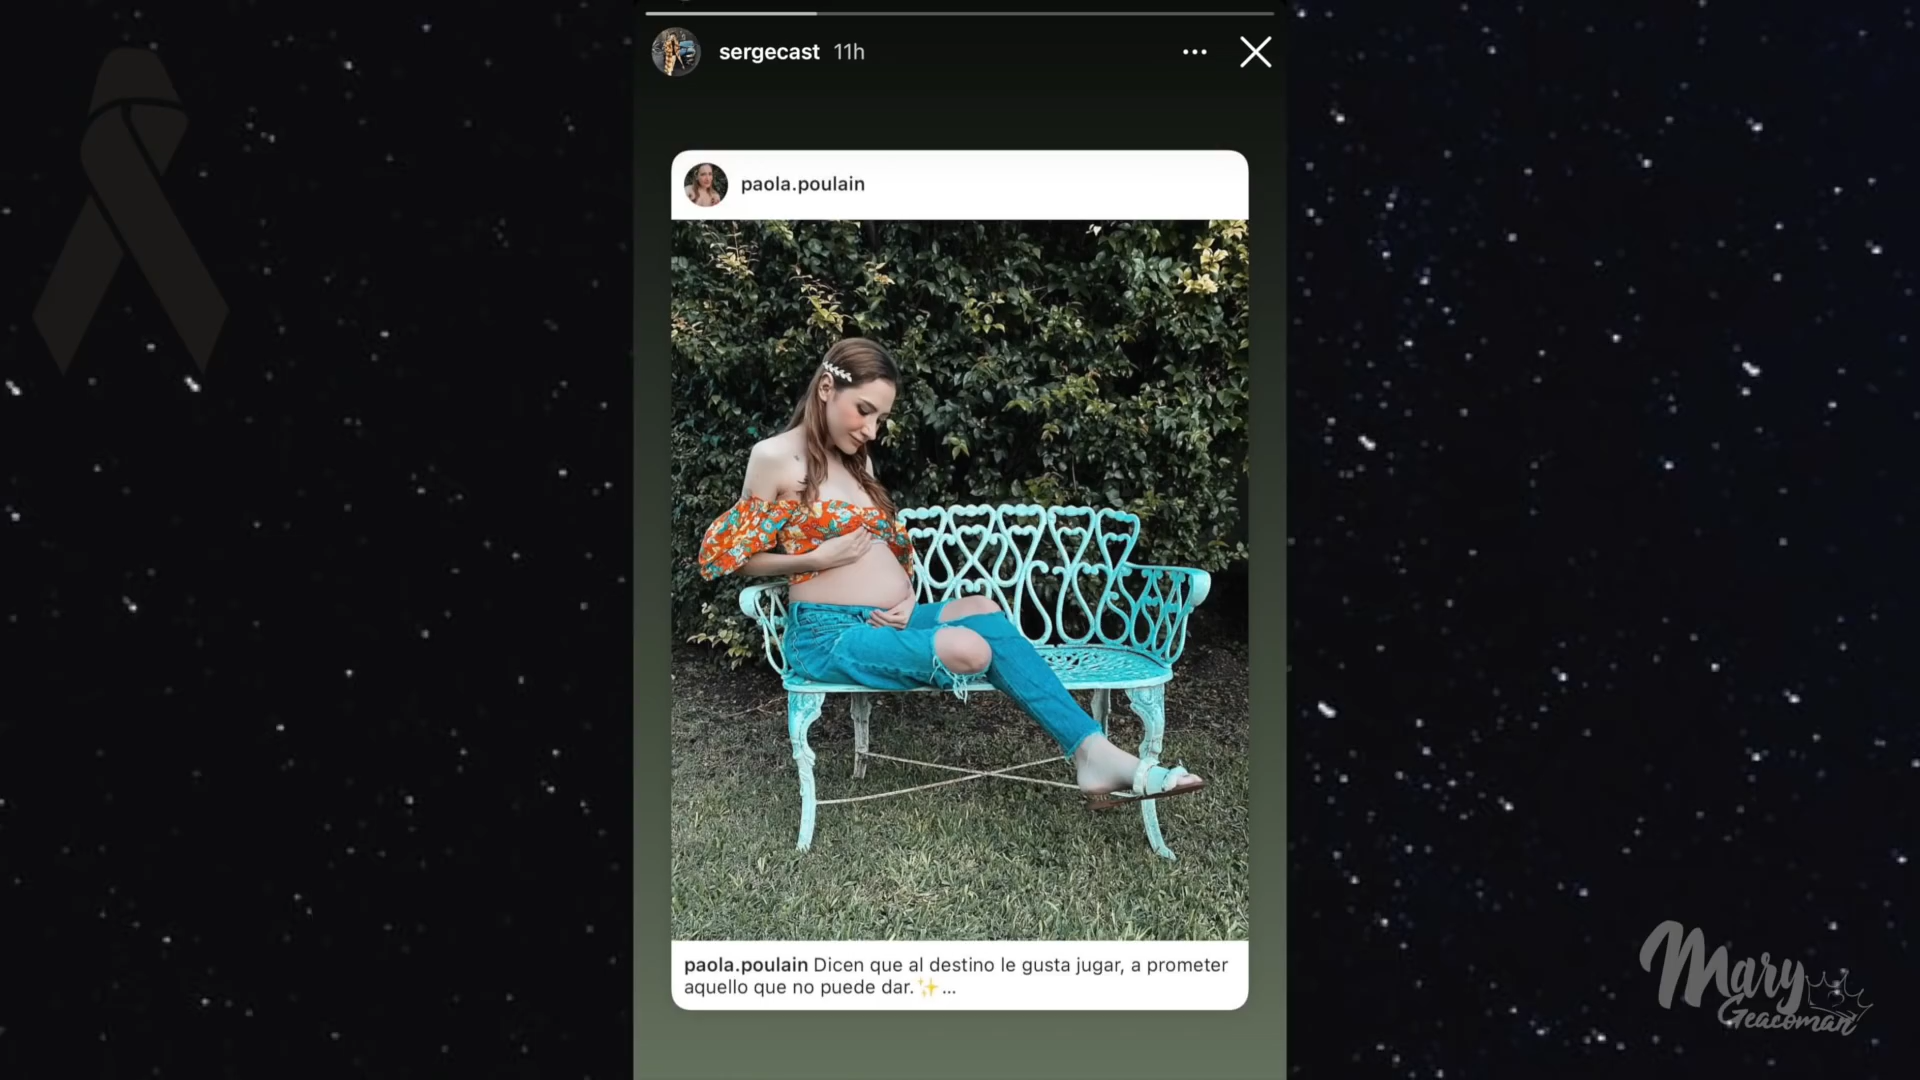 sergecast 11h
paola.poulain
paola.poulain Dicen que al destino le gusta jugar, a prometer
aquello que no puede dar.✨...
Mary
Geacoman